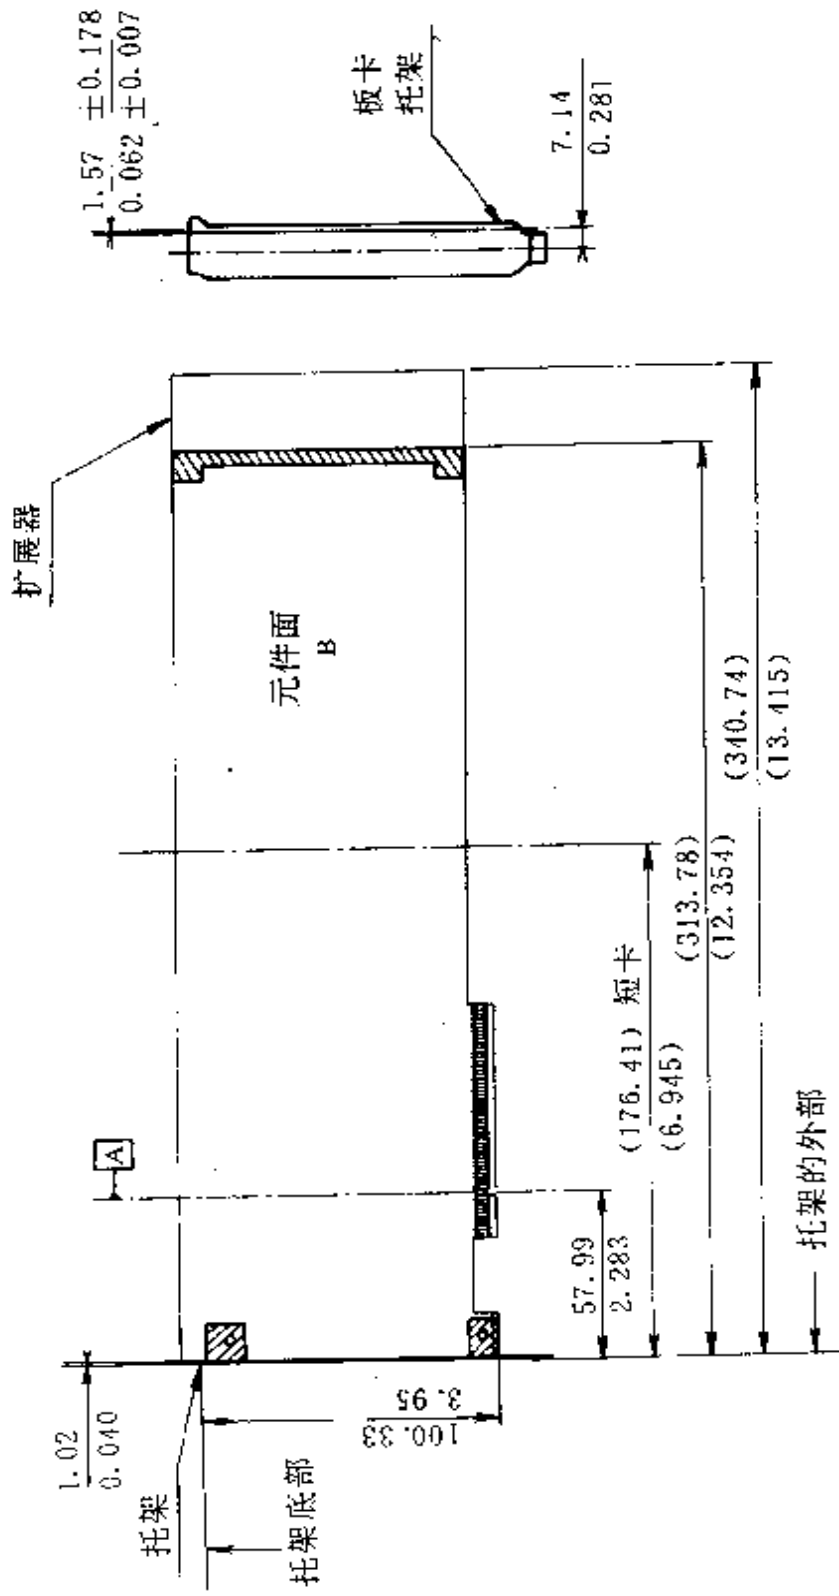 1.57 ±0.178
0.062 ±0.007
板卡
托架
7.14
0.281
扩展器
元件面
B
(340.74)
(13.415)
(313.78)
(12.354)
(176.41) 短卡
(6.945)
A
57.99
2.283
托架的外部
100.33
3.95
1.02
0.040
托架
托架底部